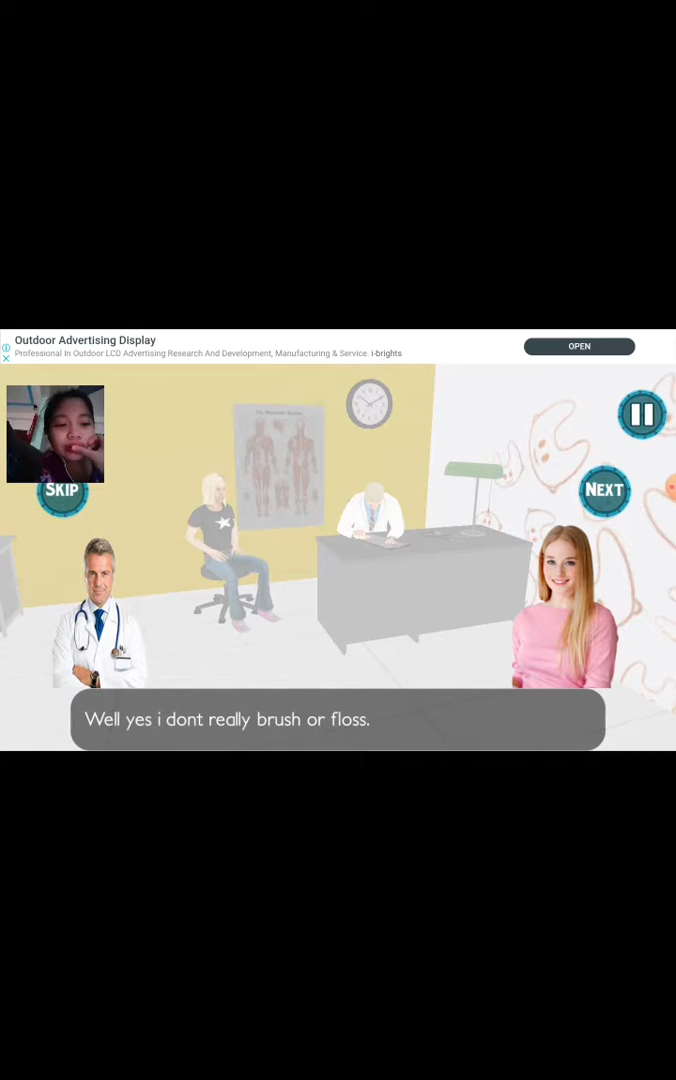 Outdoor Advertising Display
Professional In Outdoor LCD Advertising Research And Development, Manufacturing & Service. i-brights
OPEN
SKIP
NEXT
Well yes i dont really brush or floss.